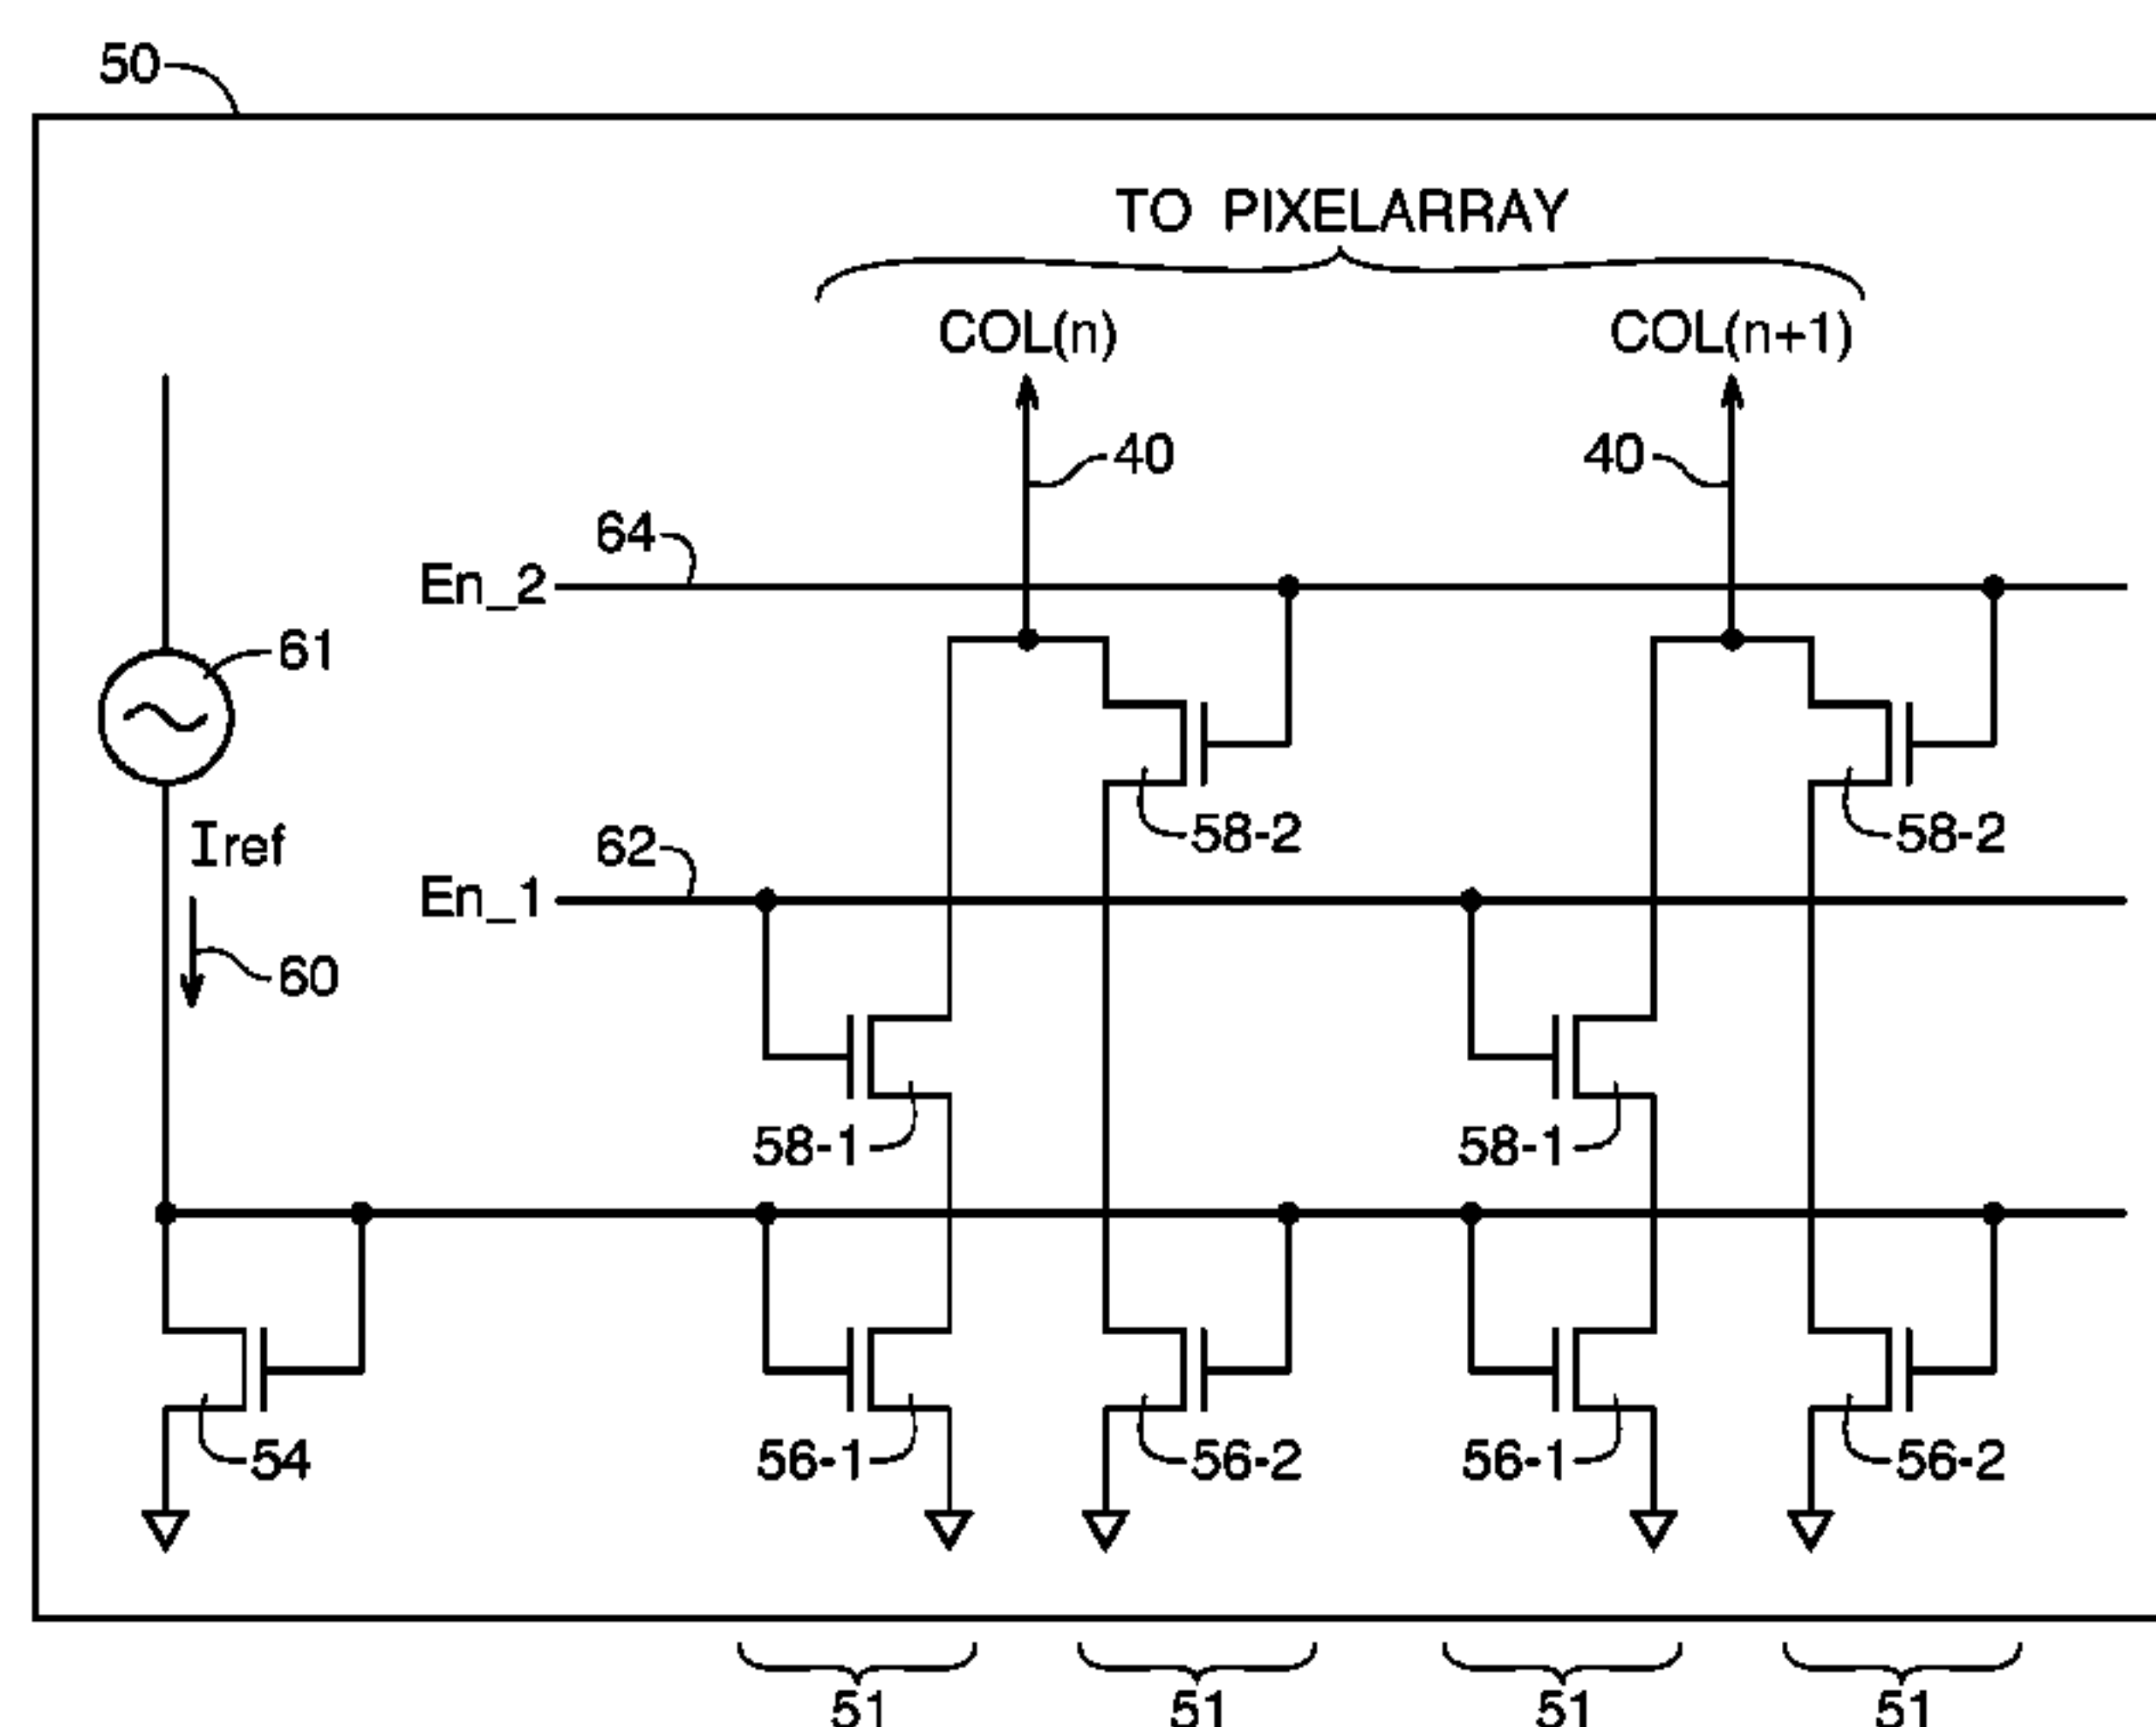 50
TO PIXELARRAY
COL(n) COL(n+1)
40 40
64
En_2
61
58-2 58-2
Iref
62
En_1
60
58-1 58-1
54 56-1 56-2 56-1 56-2
51 51 51 51